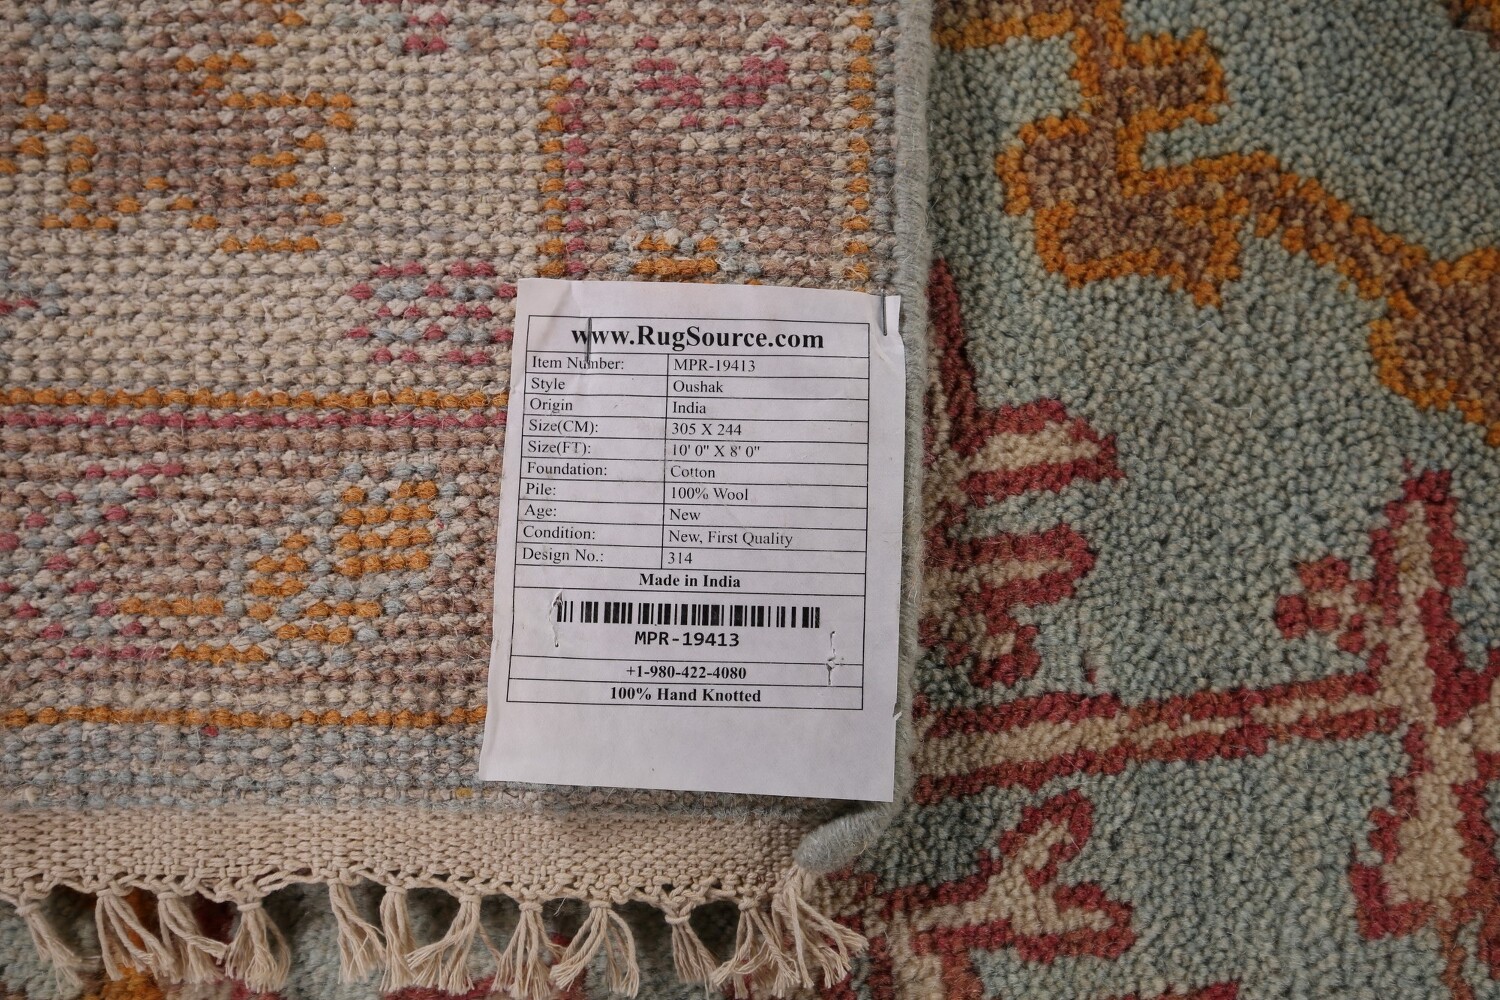 www.RugSource.com
Item Number: MPR-19413
Style Oushak
Origin India
Size(CM): 305 X 244
Size(FT): 10' 0" X 8' 0"
Foundation: Cotton
Pile: 100% Wool
Age: New
Condition: New, First Quality
Design No.: 314
Made in India
MPR-19413
+1-980-422-4080
100% Hand Knotted